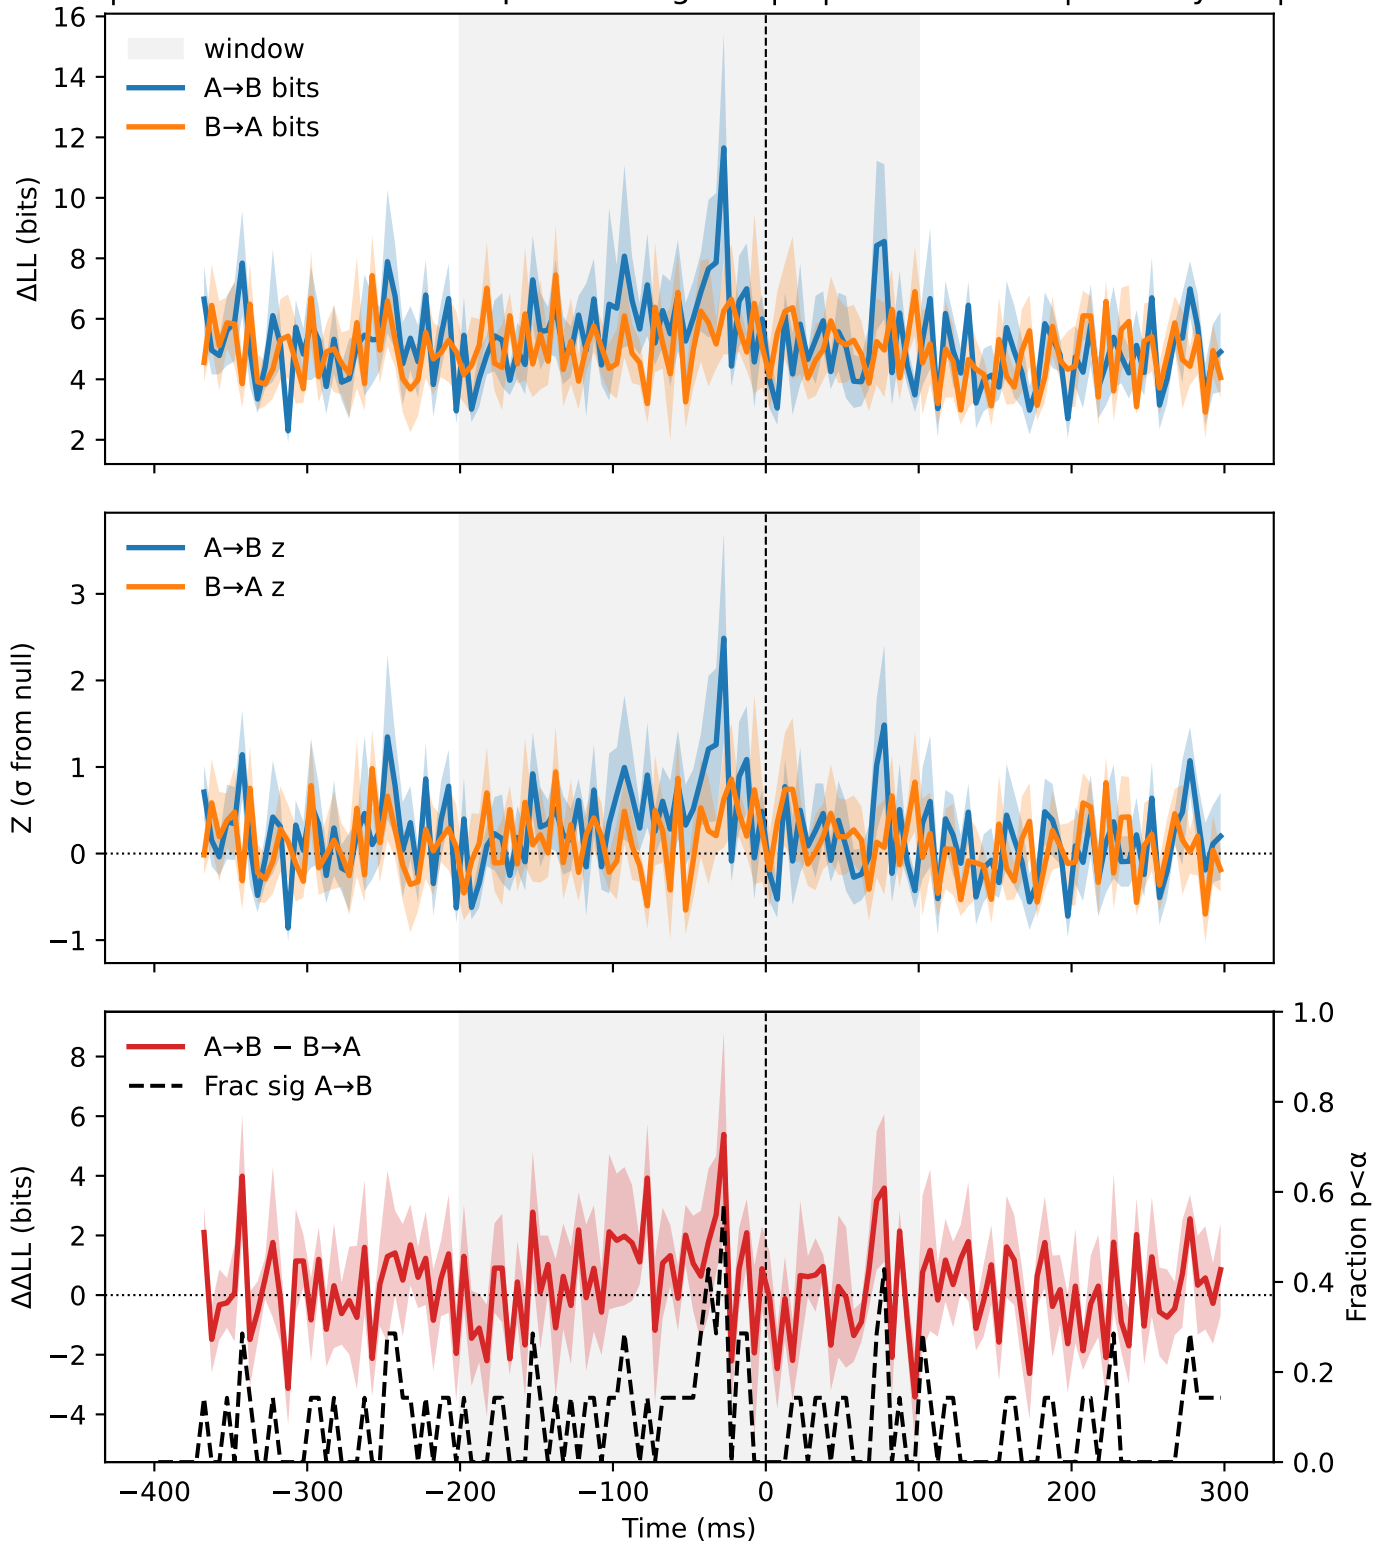 16
14
12
10
8
6
4
2
ΔLL (bits)
window
A→B bits
B→A bits
3
2
1
0
−1
Z (σ from null)
A→B z
B→A z
8
6
4
2
0
−2
−4
ΔΔLL (bits)
A→B − B→A
Frac sig A→B
1.0
0.8
0.6
0.4
0.2
0.0
Fraction p<α
−400 −300 −200 −100 0 100 200 300
Time (ms)